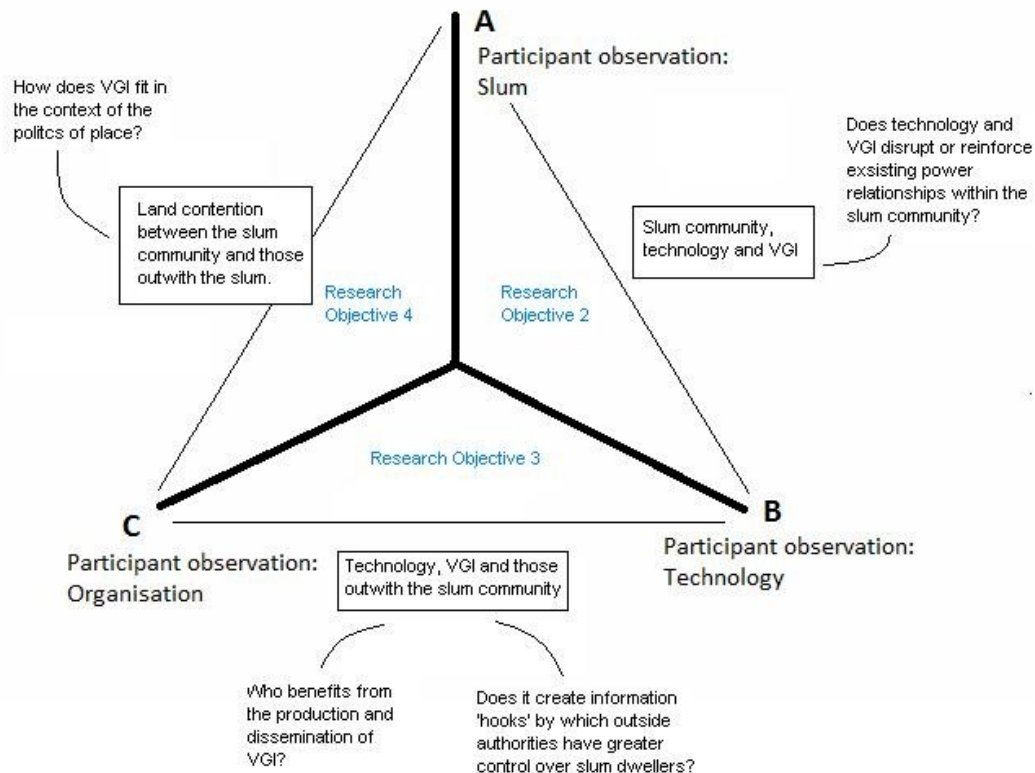 A
Participant observation:
Slum
How does VGI fit in
the context of the
politcs of place?
Does technology and
VGI disrupt or reinforce
exsisting power
relationships within the
slum community?
Land contention
between the slum
community and those
outwith the slum.
Slum community,
technology and VGI
Research
Objective 4
Research
Objective 2
Research Objective 3
C
Participant observation:
Organisation
B
Participant observation:
Technology
Technology, VGI and those
outwith the slum community
Who benefits from
the production and
dissemination of
VGI?
Does it create information
'hooks' by which outside
authorities have greater
control over slum dwellers?